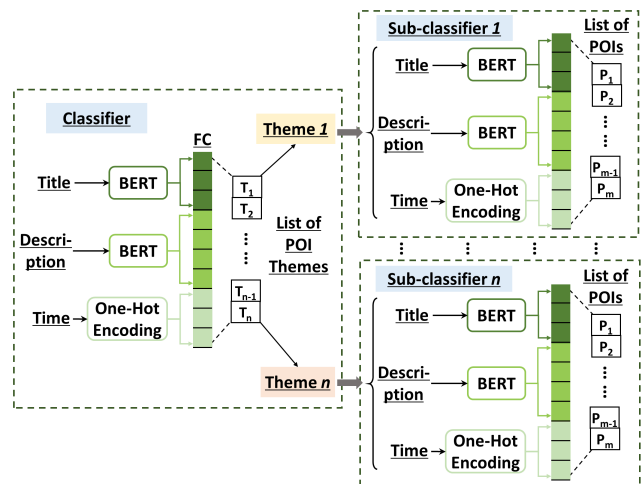 Classifier
FC
Title
BERT
Descri-
ption
BERT
Time
One-Hot
Encoding
T1
T2
List of
POI
Themes
Tn-1
Tn
Theme 1
Theme n
Sub-classifier 1
List of
POIs
Title
BERT
Descri-
ption
BERT
Time
One-Hot
Encoding
P1
P2
Pm-1
Pm
Sub-classifier n
List of
POIs
Title
BERT
Descri-
ption
BERT
Time
One-Hot
Encoding
P1
P2
Pm-1
Pm